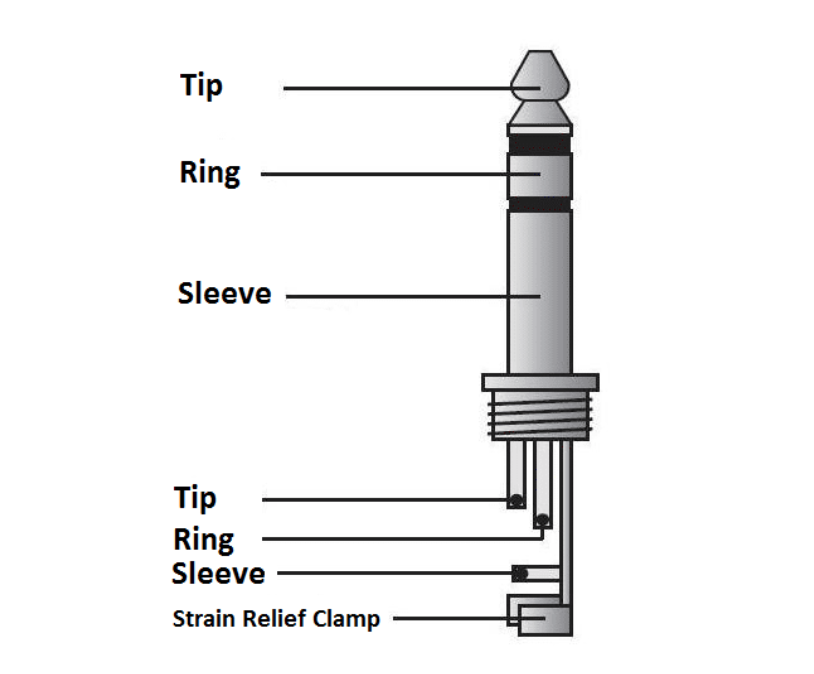 Tip
Ring
Sleeve
Tip
Ring
Sleeve
Strain Relief Clamp